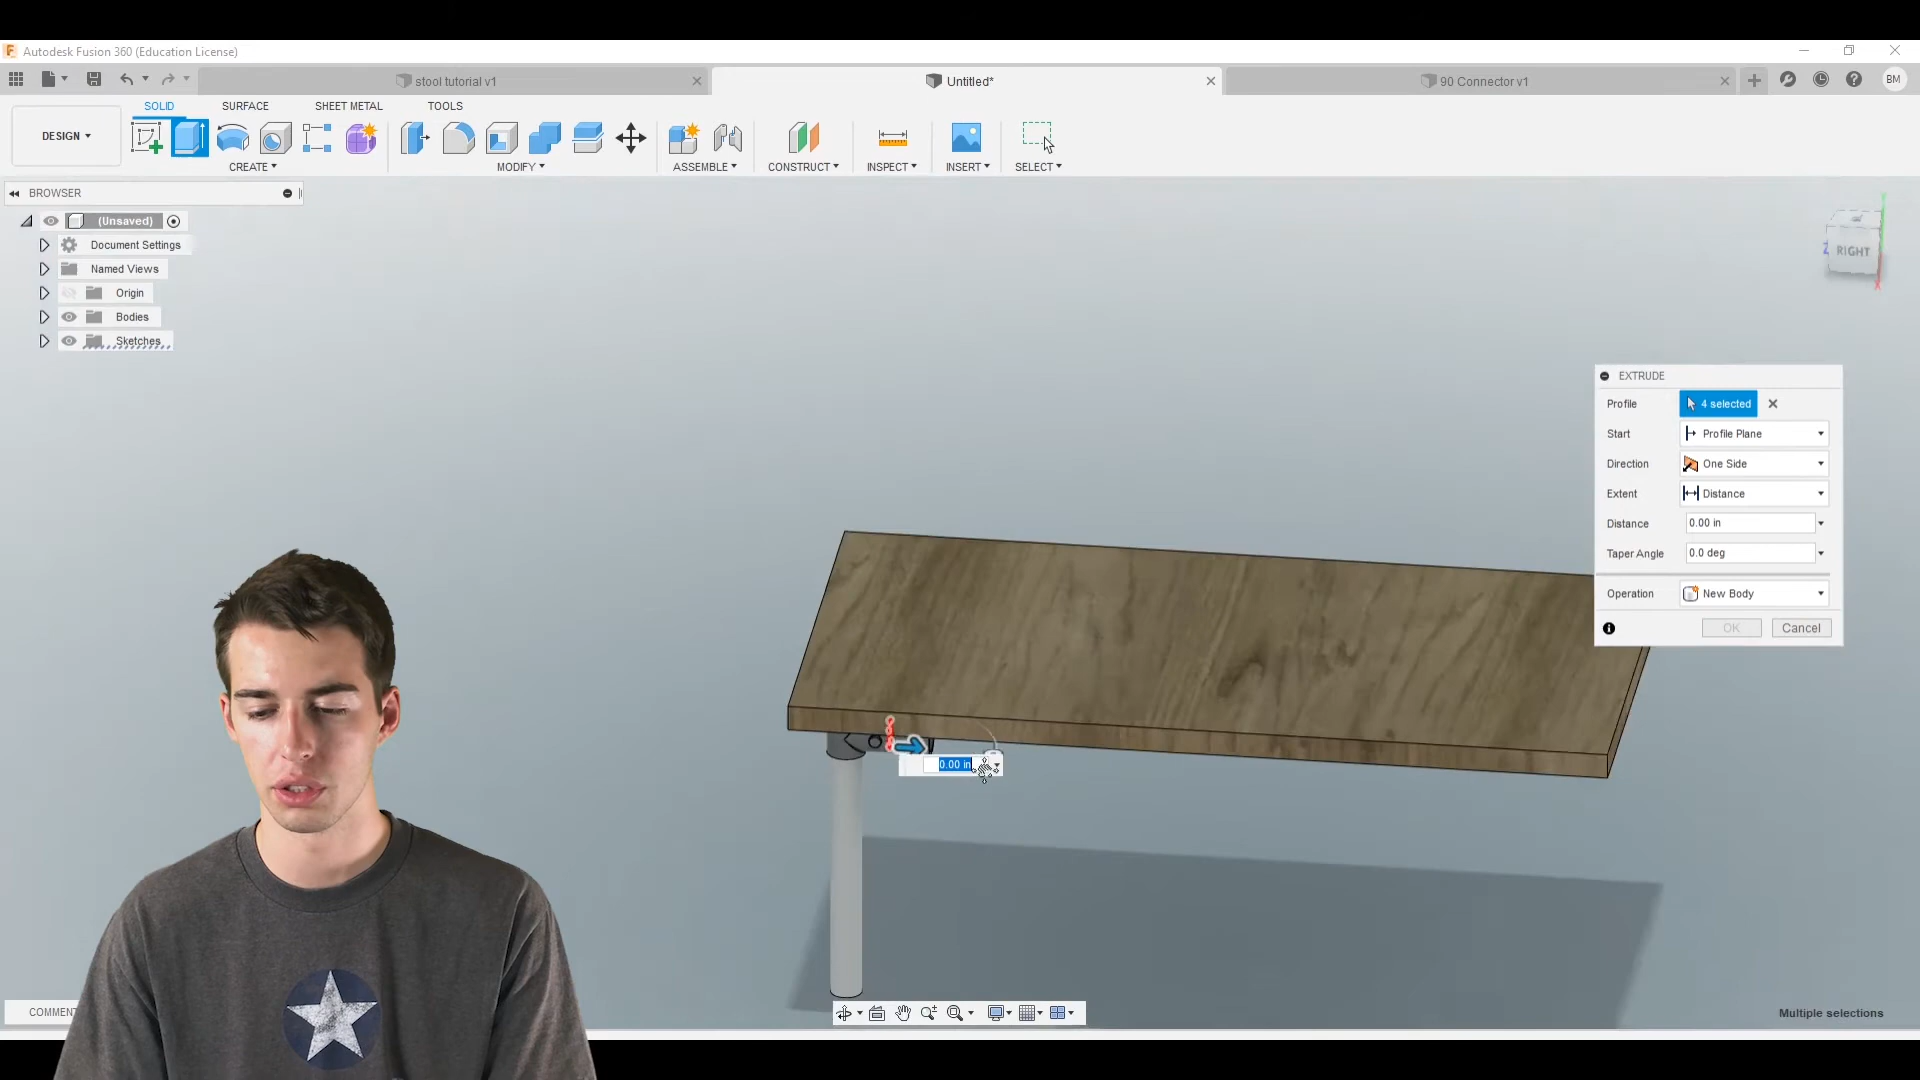 Autodesk Fusion 360 (Education License)
stool tutorial v1
Untitled*
90 Connector v1
BM
SOLID
SURFACE
SHEET METAL
TOOLS
DESIGN
CREATE
MODIFY
ASSEMBLE
CONSTRUCT
INSPECT
INSERT
SELECT
BROWSER
(Unsaved)
Document Settings
Named Views
Origin
Bodies
Sketches
Z
RIGHT
X
EXTRUDE
Profile
4 selected
Start
Profile Plane
Direction
One Side
Extent
Distance
Distance
0.00 in
Taper Angle
0.0 deg
Operation
New Body
OK
Cancel
0.00 in
COMMENT
Multiple selections